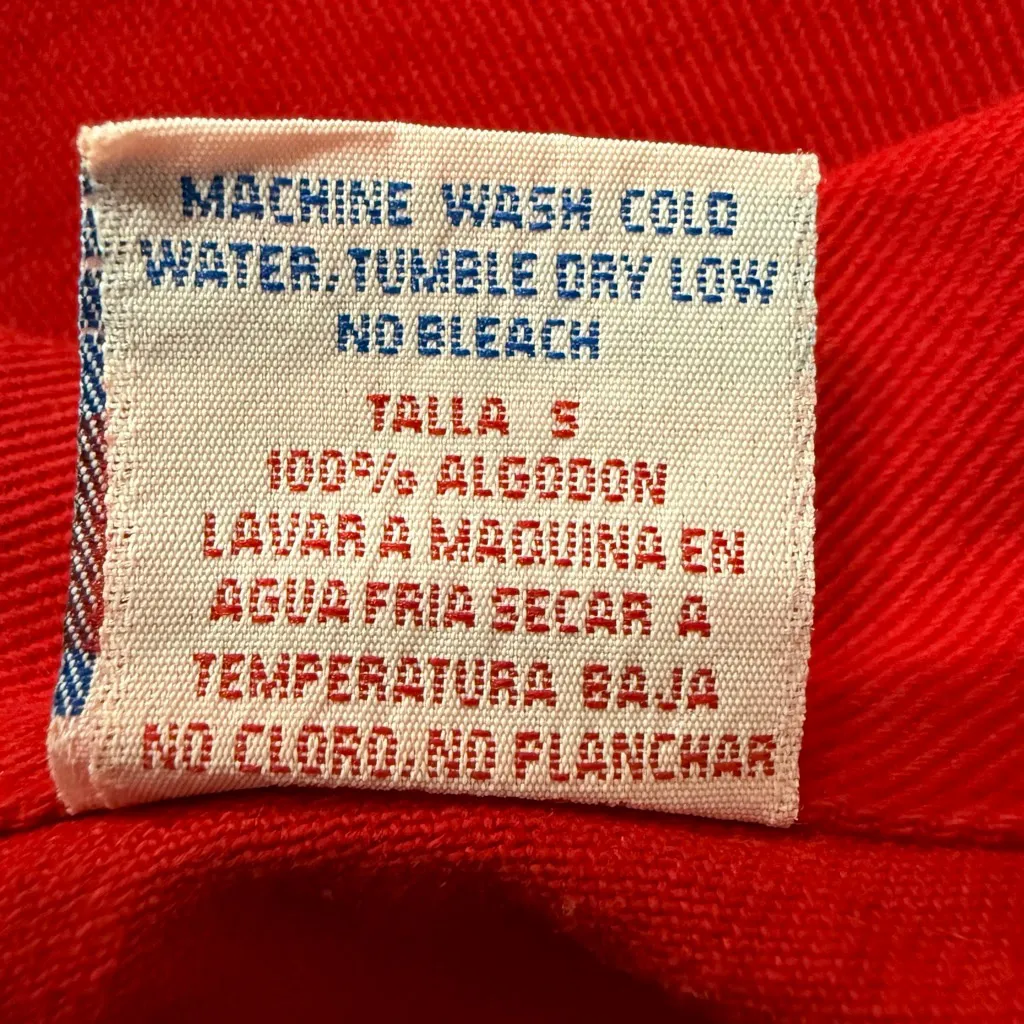 MACHINE WASH COLD
WATER, TUMBLE DRY LOW
NO BLEACH
TALLA S
100% ALGODON
LAVAR A MAQUINA EN
AGUA FRIA SECAR A
TEMPERATURA BAJA
NO CLORO, NO PLANCHAR